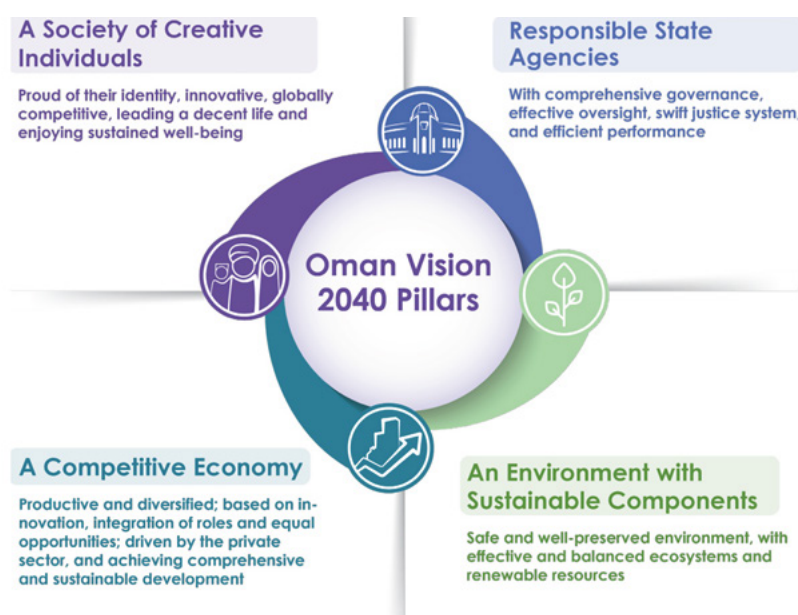 A Society of Creative
Individuals
Proud of their identity, innovative, globally
competitive, leading a decent life and
enjoying sustained well-being
Responsible State
Agencies
With comprehensive governance,
effective oversight, swift justice system,
and efficient performance
Oman Vision
2040 Pillars
A Competitive Economy
Productive and diversified; based on in-
novation, integration of roles and equal
opportunities; driven by the private
sector, and achieving comprehensive
and sustainable development
An Environment with
Sustainable Components
Safe and well-preserved environment, with
effective and balanced ecosystems and
renewable resources